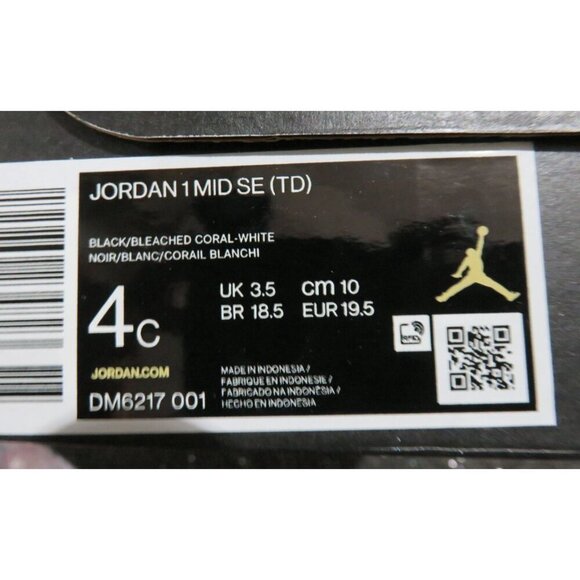 JORDAN 1 MID SE (TD)
BLACK/BLEACHED CORAL-WHITE
NOIR/BLANC/CORAIL BLANCHI
4C
UK 3.5 cm 10
BR 18.5 EUR 19.5
JORDAN.COM
DM6217 001
MADE IN INDONESIA /
FABRIQUE EN INDONESIE /
FABRICADO NA INDONÉSIA /
HECHO EN INDONESIA